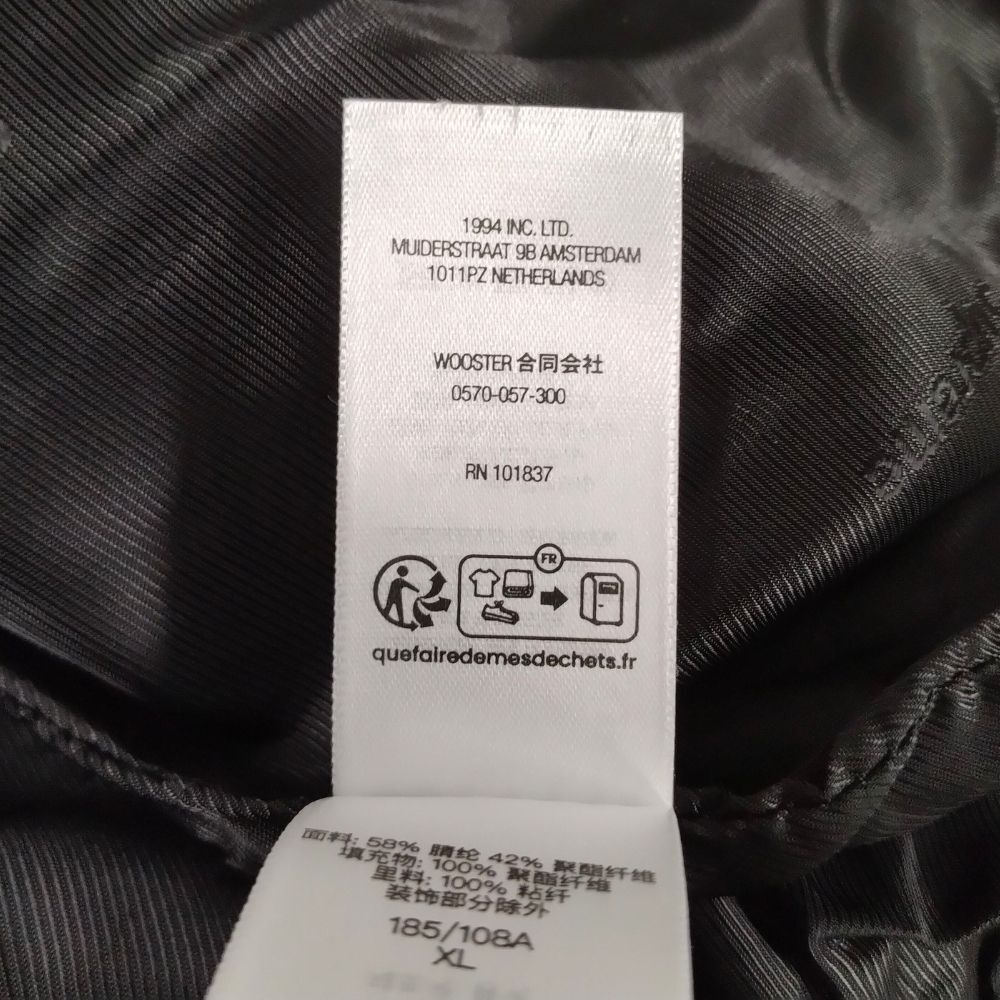 1994 INC. LTD.
MUIDERSTRAAT 9B AMSTERDAM
1011PZ NETHERLANDS
WOOSTER 合同会社
0570-057-300
RN 101837
FR
quefairedemesdechets.fr
面料: 58% 腈纶 42% 聚酯纤维
填充物: 100% 聚酯纤维
里料: 100% 粘纤
装饰部分除外
185/108A
XL